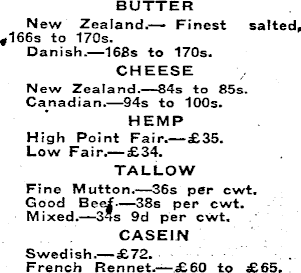 BUTTER
New Zealand.— Finest salted,
166s to 170s.
Danish.—168s to 170s.
CHEESE
New Zealand.—84s to 85s.
Canadian.—94s to 100s.
HEMP
High Point Fair.—£35.
Low Fair.—£34.
TALLOW
Fine Mutton.—36s per cwt.
Good Beef.—38s per cwt.
Mixed.—34s 9d per cwt.
CASEIN
Swedish.—£72.
French Rennet.—£60 to £65.